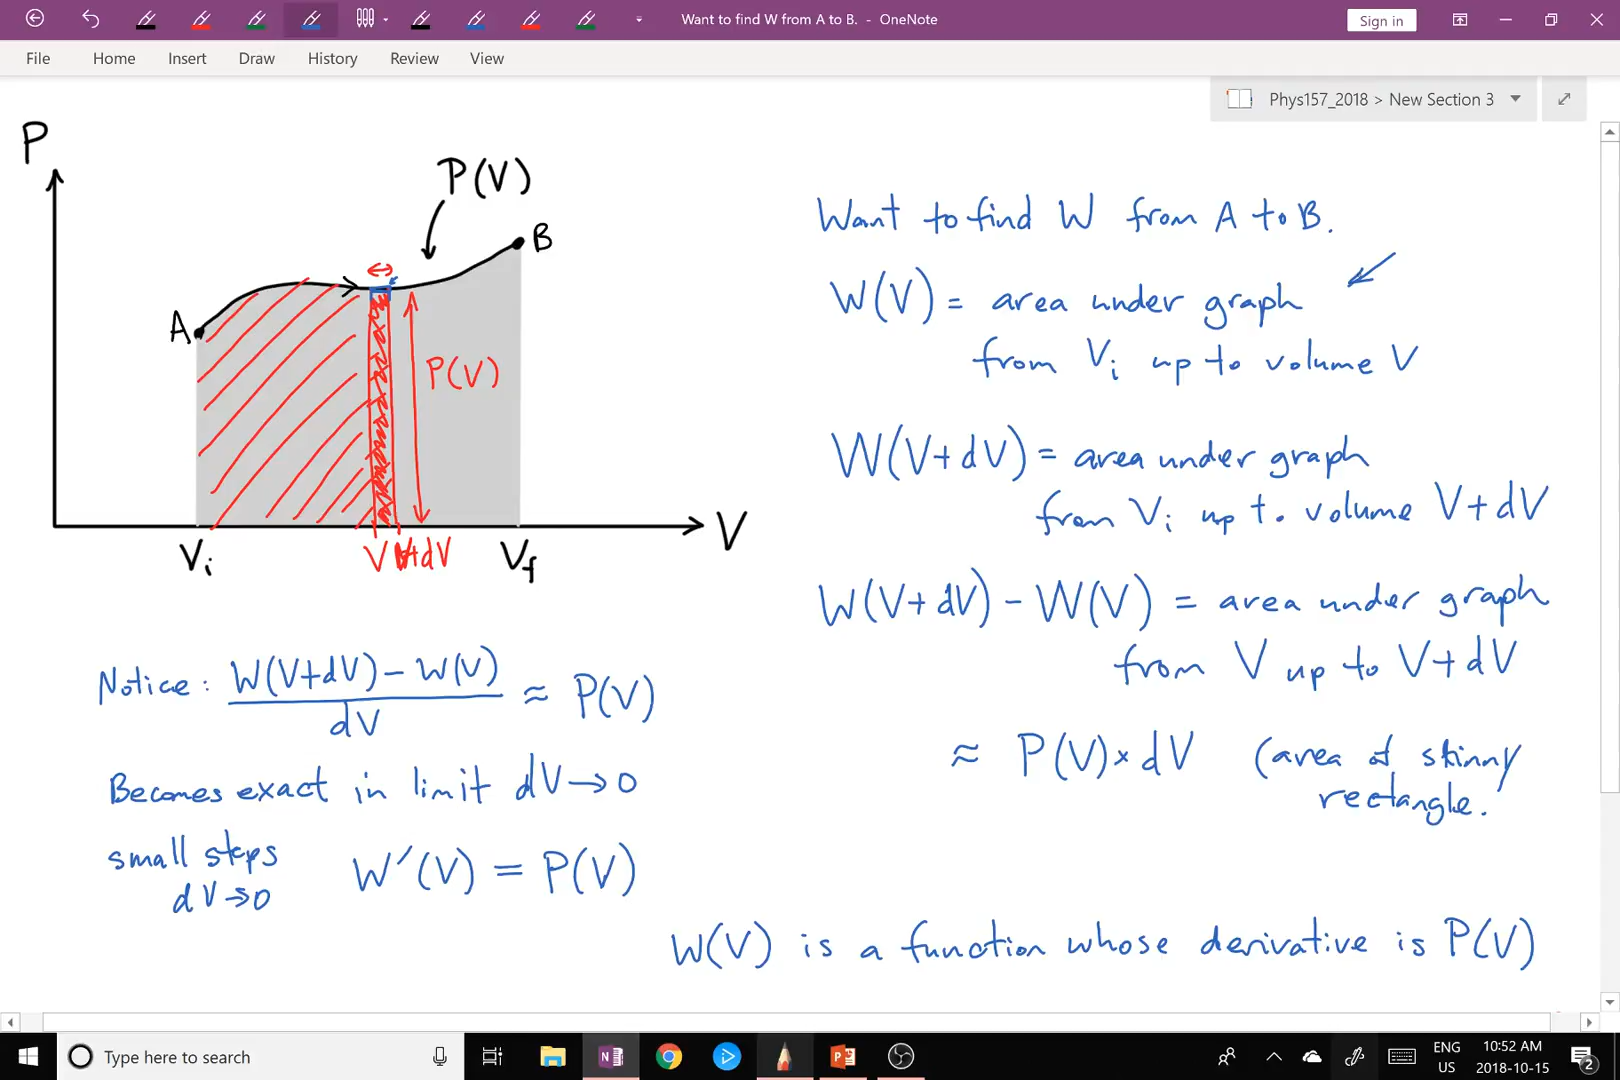 Want to find W from A to B. - OneNote
Sign in
File Home Insert Draw History Review View
Phys157_2018 > New Section 3
P
P(V)
B
A
P(V)
V
Vi
V
V+dV
Vf
Want to find W from A to B.
W(V) = area under graph
from Vi up to volume V
W(V+dV) = area under graph
from Vi up to volume V+dV
W(V+dV) - W(V) = area under graph
from V up to V+dV
≈ P(V)×dV (area of skinny
rectangle.
Notice: W(V+dV) - W(V)
dV
≈ P(V)
Becomes exact in limit dV→0
small steps
dV→0
W′(V) = P(V)
W(V) is a function whose derivative is P(V)
Type here to search
ENG
US
10:52 AM
2018-10-15
2